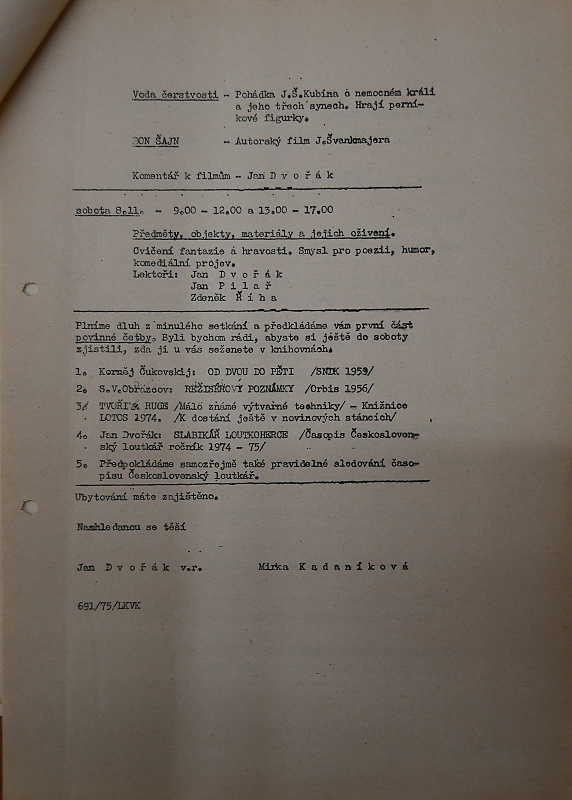 Voda čerstvosti - Pohádka J.Š.Kubína o nemocném králi
a jeho třech synech. Hrají perní-
kové figurky.
DON ŠAJN - Autorský film J.Švankmajera
Komentář k filmům - Jan D v o ř á k
sobota 8.11. - 9.00 - 12.00 a 13.00 - 17.00
Předměty, objekty, materiály a jejich oživení.
Cvičení fantazie a hravosti. Smysl pro poezii, humor,
komediální projev.
Lektoři: Jan D v o ř á k
Jan P i l a ř
Zdeněk Ř í h a
Plníme dluh z minulého setkání a předkládáme vám první část
povinné četby. Byli bychom rádi, abyste si ještě do soboty
zjistili, zda ji u vás seženete v knihovnách.
1. Korněj Čukovskij: OD DVOU DO PĚTI /SNDK 1959/
2. S.V.Obrazcov: REŽISÉROVY POZNÁMKY /Orbis 1956/
3/ TVOŘIVÁ RUCE /Málo známé výtvarné techniky/ - Knižnice
LOTOS 1974. /K dostání ještě v novinových stáncích/
4. Jan Dvořák: SLABIKÁŘ LOUTKOHERCE /Časopis Českosloven-
ský loutkář ročník 1974 - 75/
5. Předpokládáme samozřejmě také pravidelné sledování časo-
pisu Československý loutkář.
Ubytování máte zajištěno.
Nashledanou se těší
Jan D v o ř á k v.r. Mirka K a d a n í k o v á
691/75/LKVK